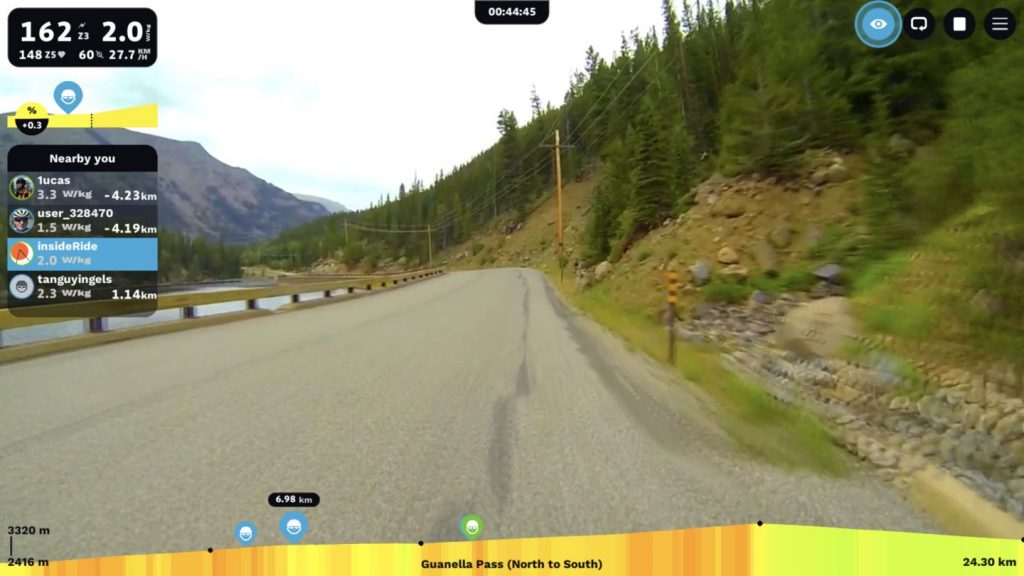 162 Z3 2.0 W/kg
148 Z5 60 27.7 KM/H
00:44:45
%
+0.3
Nearby you
1ucas
3.3 W/kg -4.23km
user_328470
1.5 W/kg -4.19km
insideRide
2.0 W/kg
tanguyingels
2.3 W/kg 1.14km
6.98 km
3320 m
2416 m
Guanella Pass (North to South)
24.30 km